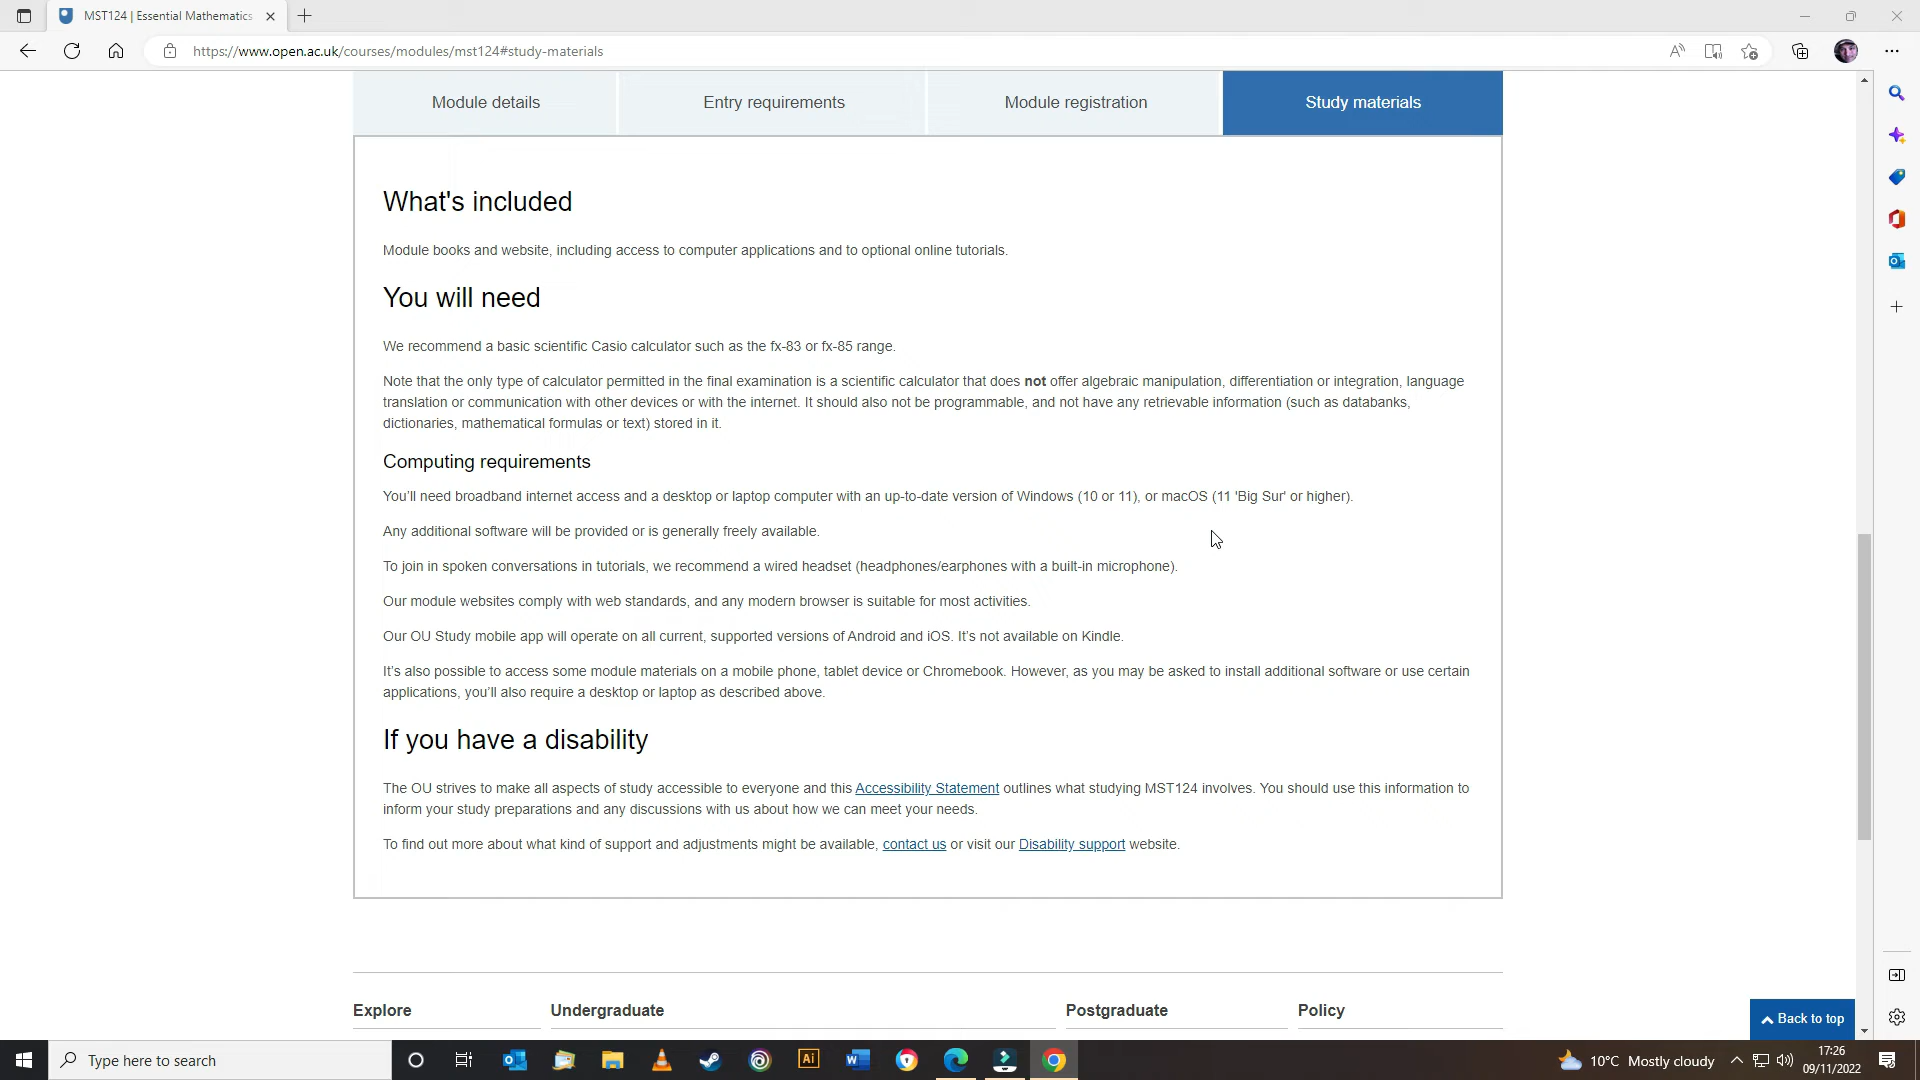 MST124 | Essential Mathematics
https://www.open.ac.uk/courses/modules/mst124#study-materials
Module details
Entry requirements
Module registration
Study materials
What's included
Module books and website, including access to computer applications and to optional online tutorials.
You will need
We recommend a basic scientific Casio calculator such as the fx-83 or fx-85 range.
Note that the only type of calculator permitted in the final examination is a scientific calculator that does not offer algebraic manipulation, differentiation or integration, language
translation or communication with other devices or with the internet. It should also not be programmable, and not have any retrievable information (such as databanks,
dictionaries, mathematical formulas or text) stored in it.
Computing requirements
You'll need broadband internet access and a desktop or laptop computer with an up-to-date version of Windows (10 or 11), or macOS (11 'Big Sur' or higher).
Any additional software will be provided or is generally freely available.
To join in spoken conversations in tutorials, we recommend a wired headset (headphones/earphones with a built-in microphone).
Our module websites comply with web standards, and any modern browser is suitable for most activities.
Our OU Study mobile app will operate on all current, supported versions of Android and iOS. It's not available on Kindle.
It's also possible to access some module materials on a mobile phone, tablet device or Chromebook. However, as you may be asked to install additional software or use certain
applications, you'll also require a desktop or laptop as described above.
If you have a disability
The OU strives to make all aspects of study accessible to everyone and this Accessibility Statement outlines what studying MST124 involves. You should use this information to
inform your study preparations and any discussions with us about how we can meet your needs.
To find out more about what kind of support and adjustments might be available, contact us or visit our Disability support website.
Explore
Undergraduate
Postgraduate
Policy
Back to top
Type here to search
Ai
10°C Mostly cloudy
17:26
09/11/2022